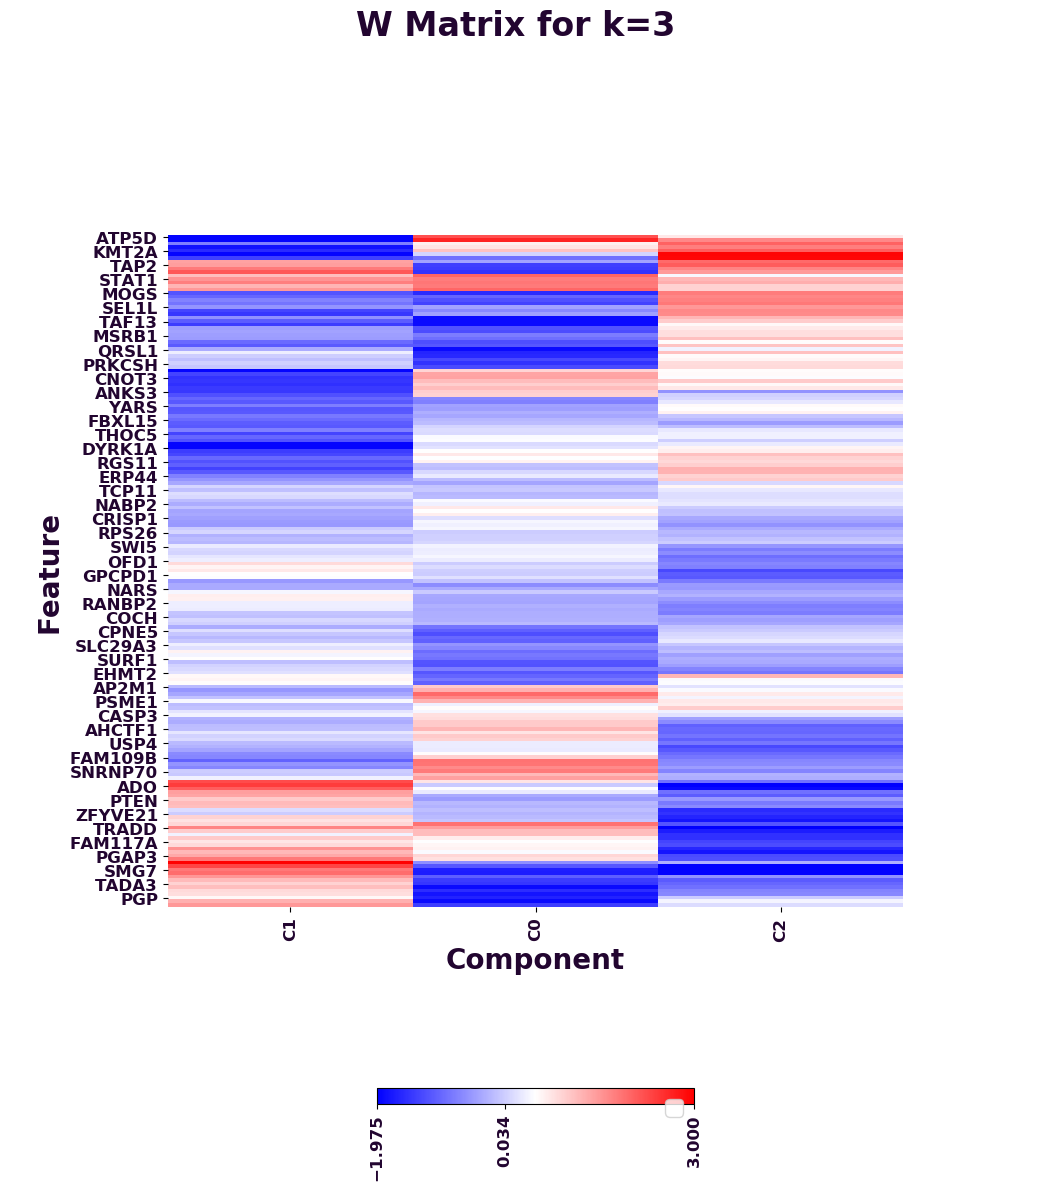 W Matrix for k=3
ATP5D
KMT2A
TAP2
STAT1
MOGS
SEL1L
TAF13
MSRB1
QRSL1
PRKCSH
CNOT3
ANKS3
YARS
FBXL15
THOC5
DYRK1A
RGS11
ERP44
TCP11
NABP2
CRISP1
RPS26
SWI5
OFD1
GPCPD1
NARS
RANBP2
COCH
CPNE5
SLC29A3
SURF1
EHMT2
AP2M1
PSME1
CASP3
AHCTF1
USP4
FAM109B
SNRNP70
ADO
PTEN
ZFYVE21
TRADD
FAM117A
PGAP3
SMG7
TADA3
PGP
Feature
C1
C0
C2
Component
−1.975
0.034
3.000